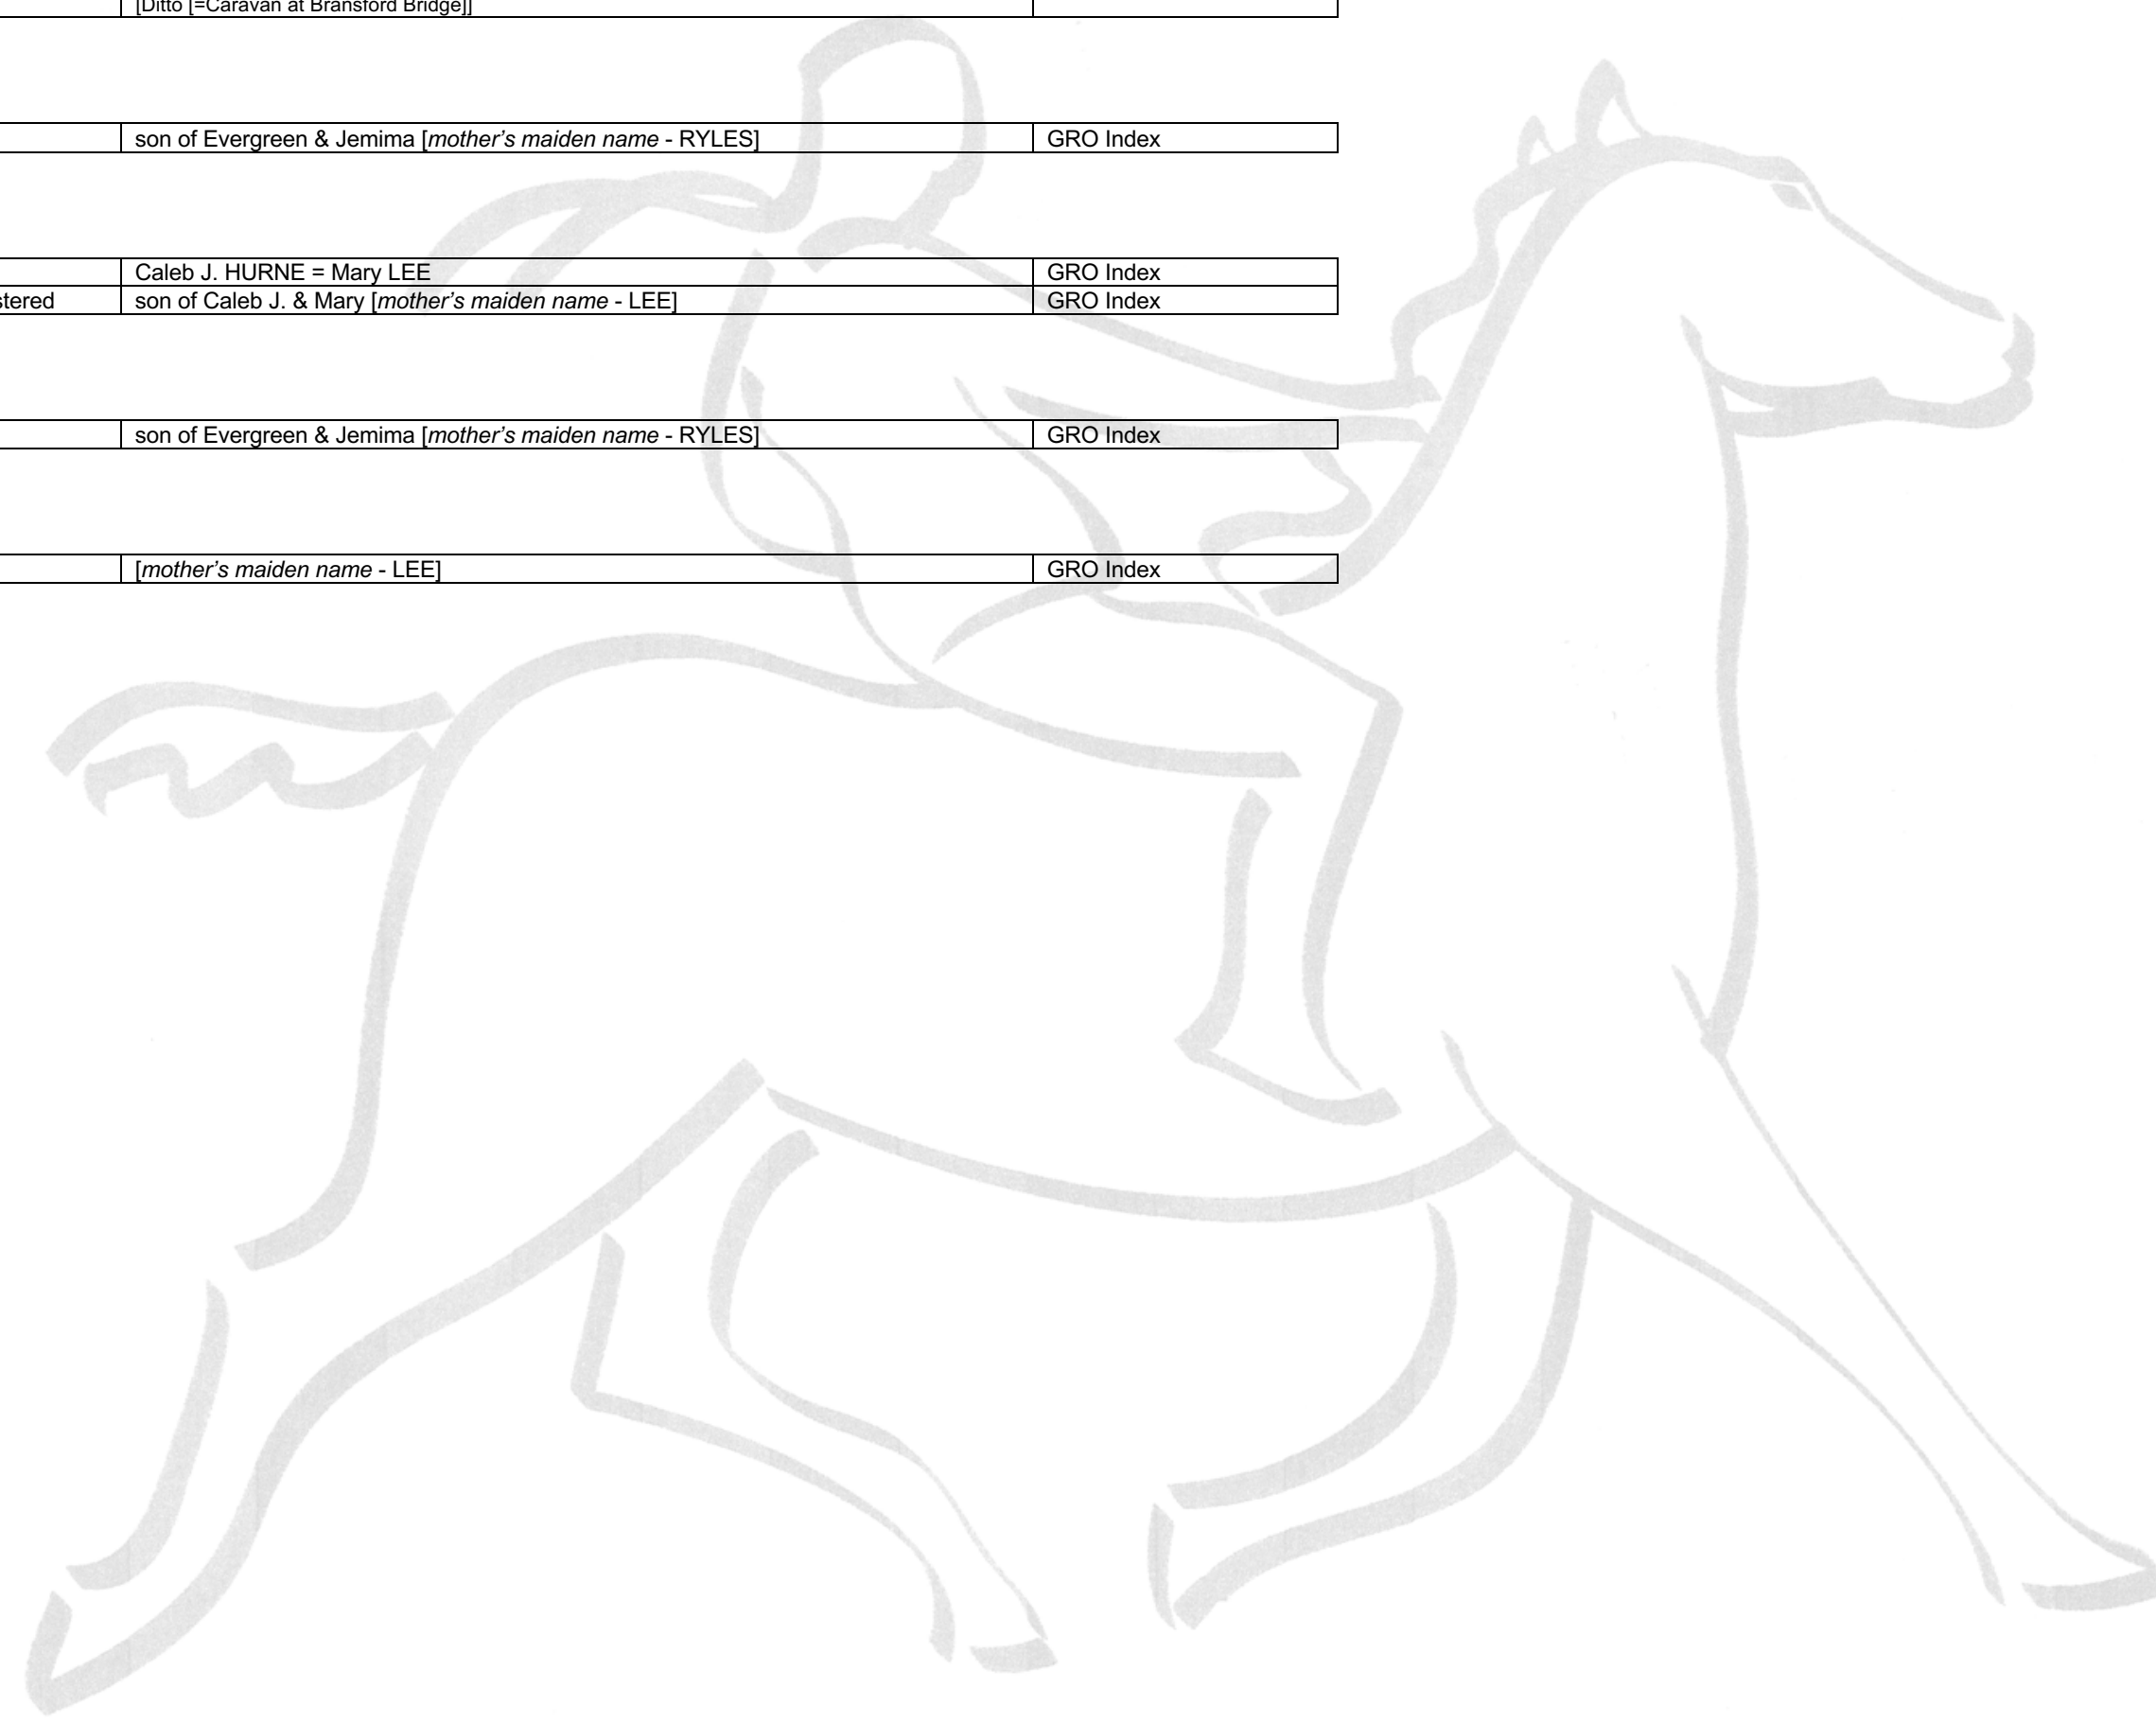 [Ditto [=Caravan at Bransford Bridge]]
son of Evergreen & Jemima [mother's maiden name - RYLES] GRO Index
Caleb J. HURNE = Mary LEE GRO Index
stered son of Caleb J. & Mary [mother's maiden name - LEE] GRO Index
son of Evergreen & Jemima [mother's maiden name - RYLES] GRO Index
[mother's maiden name - LEE] GRO Index